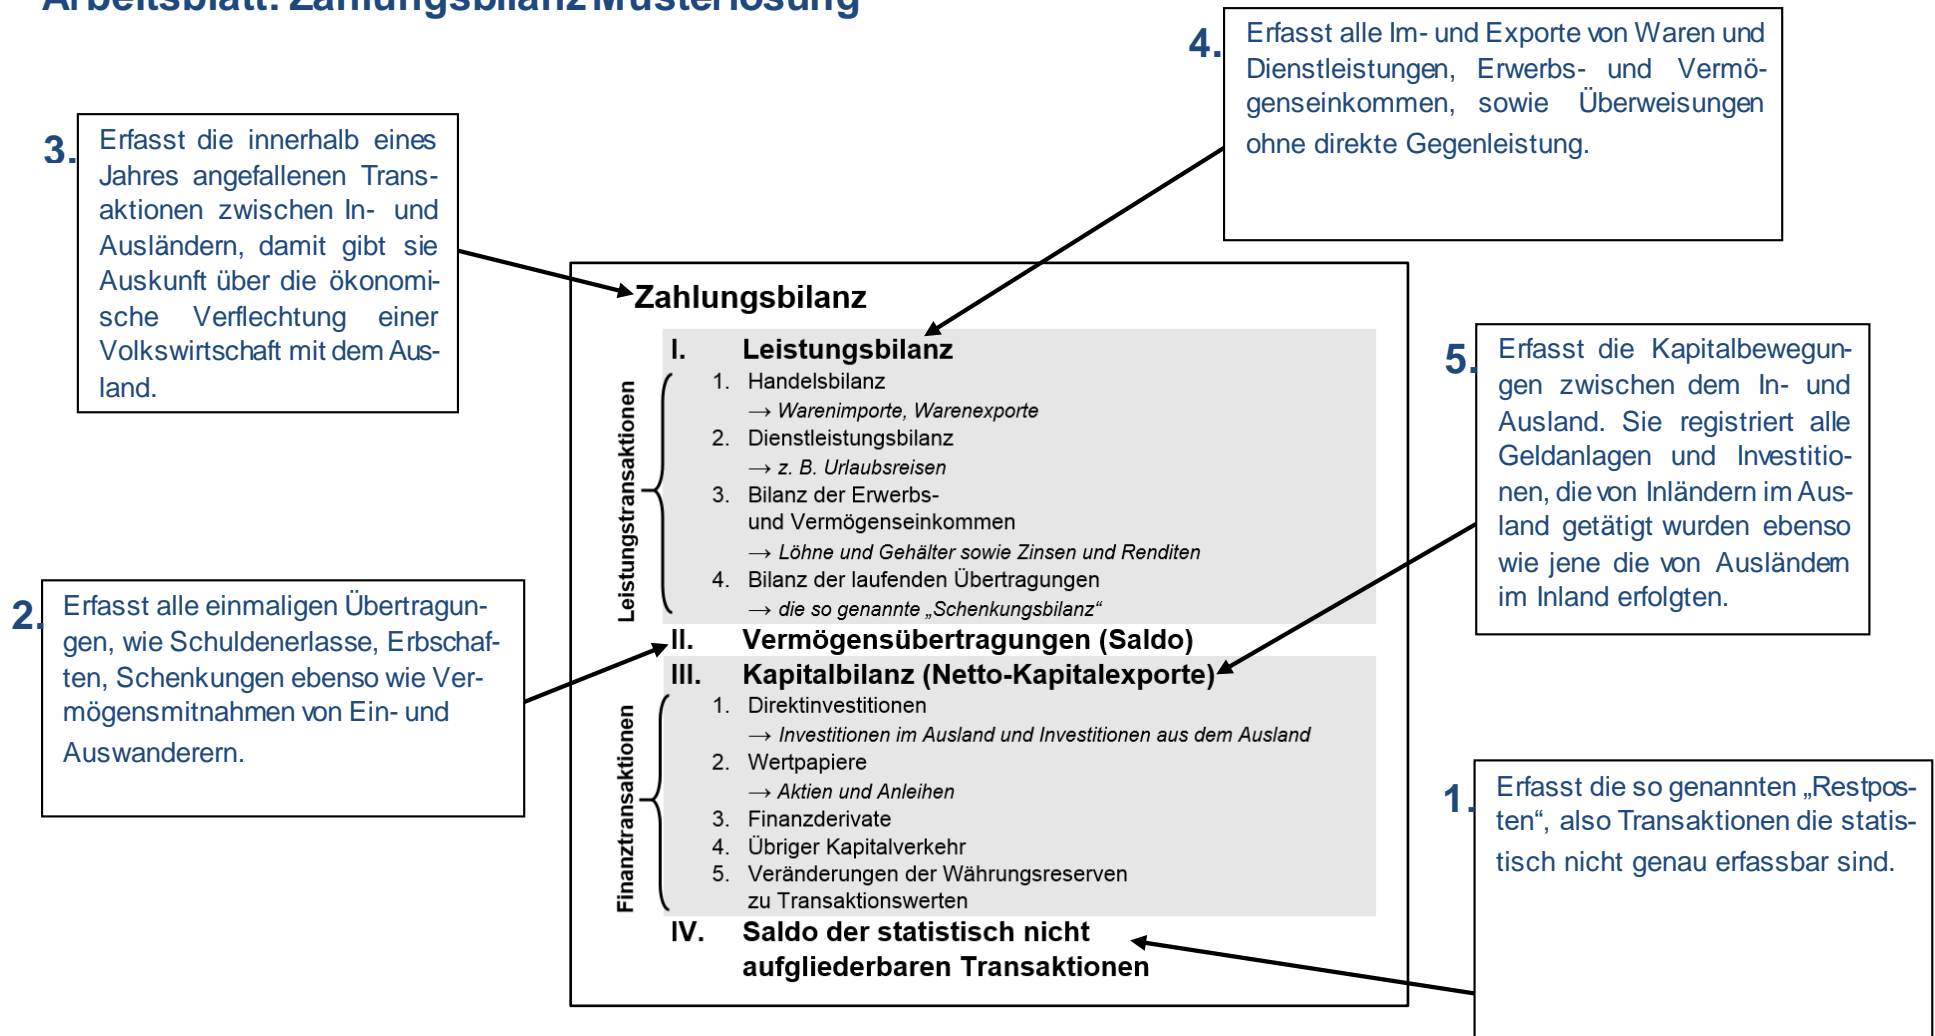 Arbeitsblatt: Zahlungsbilanz Musterlösung
4.
Erfasst alle Im- und Exporte von Waren und
Dienstleistungen, Erwerbs- und Vermö-
genseinkommen, sowie Überweisungen
ohne direkte Gegenleistung.
3.
Erfasst die innerhalb eines
Jahres angefallenen Trans-
aktionen zwischen In- und
Ausländern, damit gibt sie
Auskunft über die ökonomi-
sche Verflechtung einer
Volkswirtschaft mit dem Aus-
land.
Zahlungsbilanz
I. Leistungsbilanz
Leistungstransaktionen
1. Handelsbilanz
→ Warenimporte, Warenexporte
2. Dienstleistungsbilanz
→ z. B. Urlaubsreisen
3. Bilanz der Erwerbs-
und Vermögenseinkommen
→ Löhne und Gehälter sowie Zinsen und Renditen
4. Bilanz der laufenden Übertragungen
→ die so genannte „Schenkungsbilanz“
II. Vermögensübertragungen (Saldo)
III. Kapitalbilanz (Netto-Kapitalexporte)
Finanztransaktionen
1. Direktinvestitionen
→ Investitionen im Ausland und Investitionen aus dem Ausland
2. Wertpapiere
→ Aktien und Anleihen
3. Finanzderivate
4. Übriger Kapitalverkehr
5. Veränderungen der Währungsreserven
zu Transaktionswerten
IV. Saldo der statistisch nicht
aufgliederbaren Transaktionen
5.
Erfasst die Kapitalbewegun-
gen zwischen dem In- und
Ausland. Sie registriert alle
Geldanlagen und Investitio-
nen, die von Inländern im Aus-
land getätigt wurden ebenso
wie jene die von Ausländern
im Inland erfolgten.
2.
Erfasst alle einmaligen Übertragun-
gen, wie Schuldenerlasse, Erbschaf-
ten, Schenkungen ebenso wie Ver-
mögensmitnahmen von Ein- und
Auswanderern.
1.
Erfasst die so genannten „Restpos-
ten“, also Transaktionen die statis-
tisch nicht genau erfassbar sind.